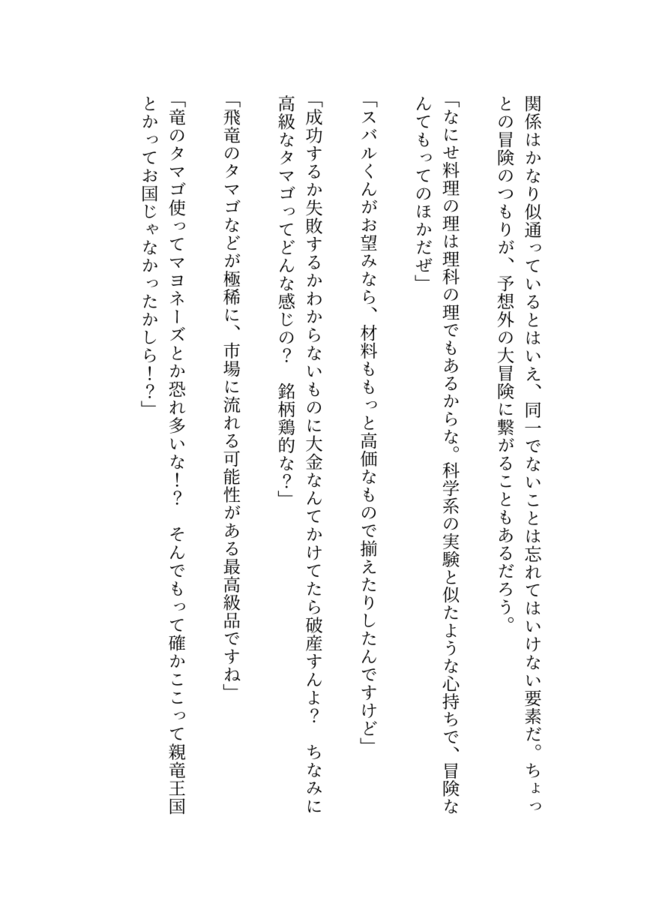 関係はかなり似通っているとはいえ、同一でないことは忘れてはいけない要素だ。ちょっ
との冒険のつもりが、予想外の大冒険に繋がることもあるだろう。
「なにせ料理の理は理科の理でもあるからな。科学系の実験と似たような心持ちで、冒険な
んてもってのほかだぜ」
「スバルくんがお望みなら、材料ももっと高価なもので揃えたりしたんですけど」
「成功するか失敗するかわからないものに大金なんてかけてたら破産すんよ？　ちなみに
高級なタマゴってどんな感じの？　銘柄鶏的な？」
「飛竜のタマゴなどが極稀に、市場に流れる可能性がある最高級品ですね」
「竜のタマゴ使ってマヨネーズとか恐れ多いな！？　そんでもって確かここって親竜王国
とかってお国じゃなかったかしら！？」